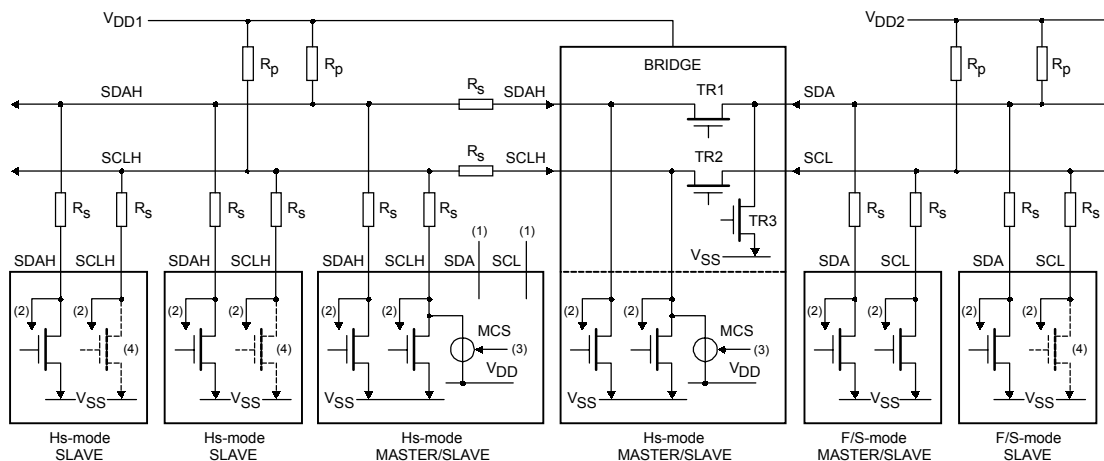 VDD1
VDD2
Rp
Rp
BRIDGE
Rp
Rp
SDAH
Rs
SDAH
TR1
SDA
SCLH
Rs
SCLH
TR2
SCL
Rs
Rs
Rs
Rs
Rs
Rs
TR3
Rs
Rs
Rs
Rs
(1)
(1)
VSS
SDAH
SCLH
SDAH
SCLH
SDAH
SCLH
SDA
SCL
SDA
SCL
SDA
SCL
(2)
(2)
(2)
(2)
(2)
(2)
(2)
(2)
(2)
(2)
(2)
(2)
(4)
(4)
MCS
(3)
MCS
(3)
(4)
VDD
VDD
VSS
VSS
VSS
VSS
VSS
VSS
Hs-mode
SLAVE
Hs-mode
SLAVE
Hs-mode
MASTER/SLAVE
Hs-mode
MASTER/SLAVE
F/S-mode
MASTER/SLAVE
F/S-mode
SLAVE